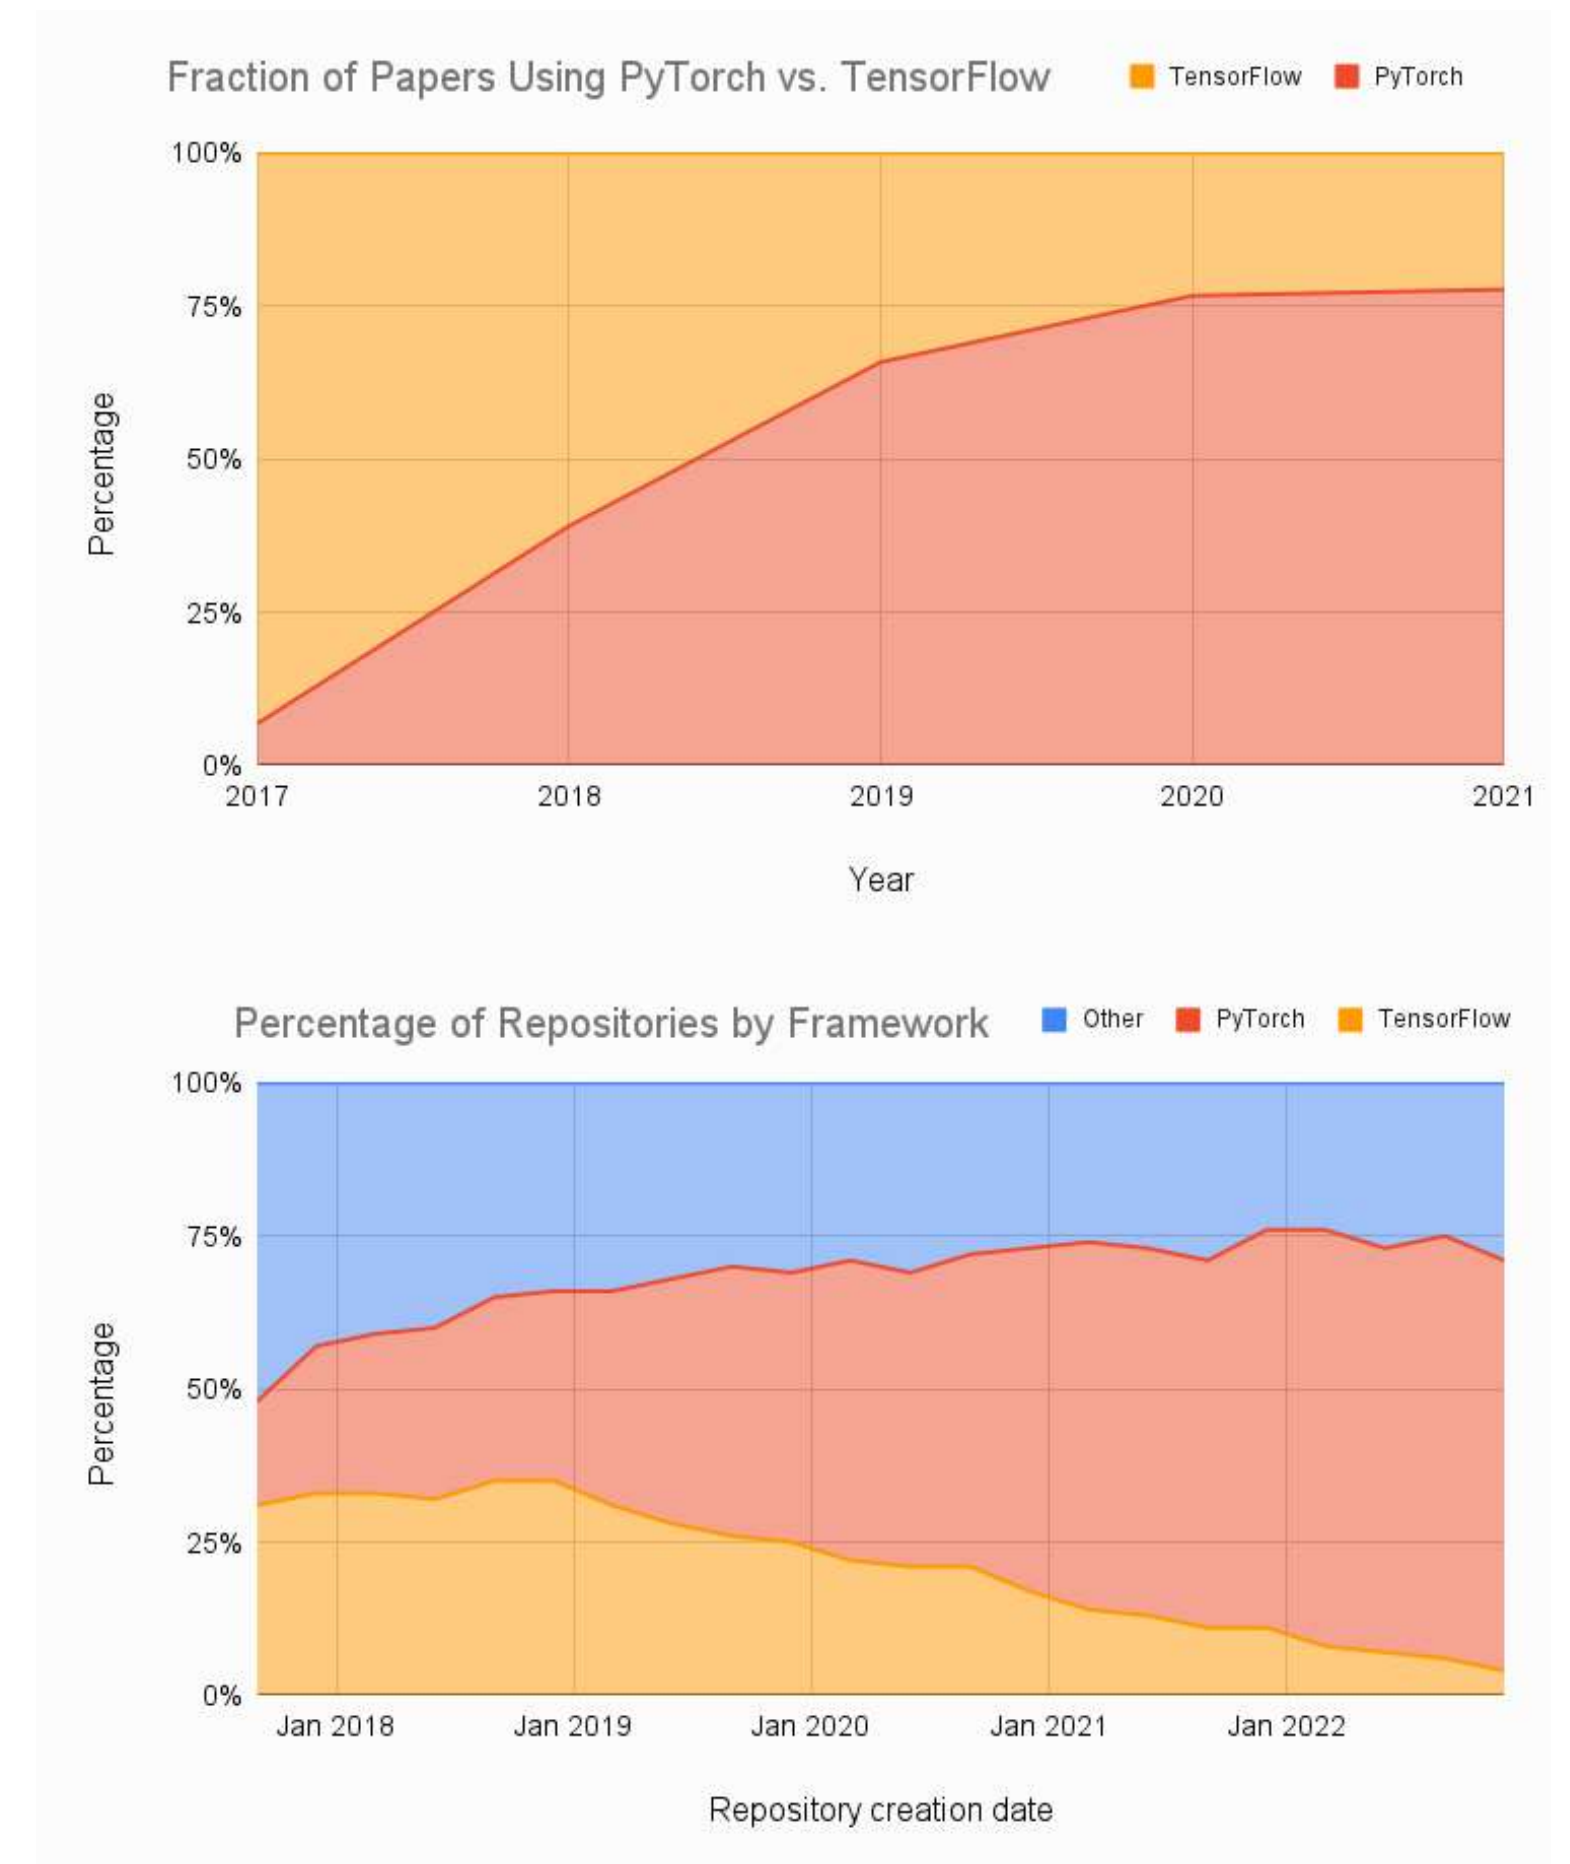 Fraction of Papers Using PyTorch vs. TensorFlow
TensorFlow PyTorch
100%
75%
50%
25%
0%
Percentage
2017 2018 2019 2020 2021
Year
Percentage of Repositories by Framework
Other PyTorch TensorFlow
100%
75%
50%
25%
0%
Percentage
Jan 2018 Jan 2019 Jan 2020 Jan 2021 Jan 2022
Repository creation date